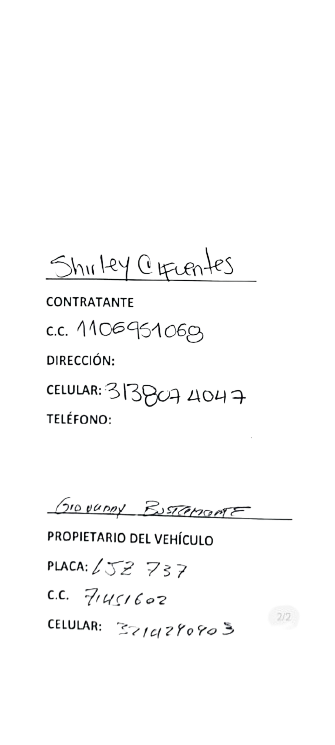 Shirley Cifuentes
CONTRATANTE
C.C. 1106951068
DIRECCIÓN:
CELULAR: 3138074047
TELÉFONO:
Giovanny Bustamante
PROPIETARIO DEL VEHÍCULO
PLACA: LSZ 737
C.C. 71451602
CELULAR: 3214290903
2/2